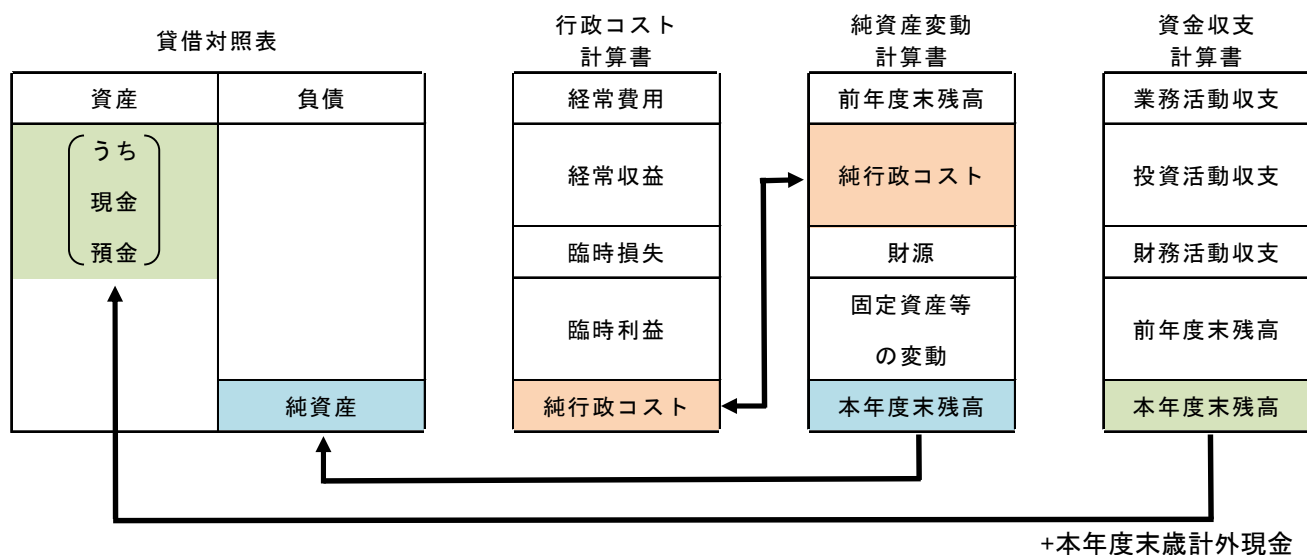 貸借対照表
資産
負債
うち
現金
預金
純資産
行政コスト
計算書
経常費用
経常収益
臨時損失
臨時利益
純行政コスト
純資産変動
計算書
前年度末残高
純行政コスト
財源
固定資産等
の変動
本年度末残高
資金収支
計算書
業務活動収支
投資活動収支
財務活動収支
前年度末残高
本年度末残高
+本年度末歳計外現金